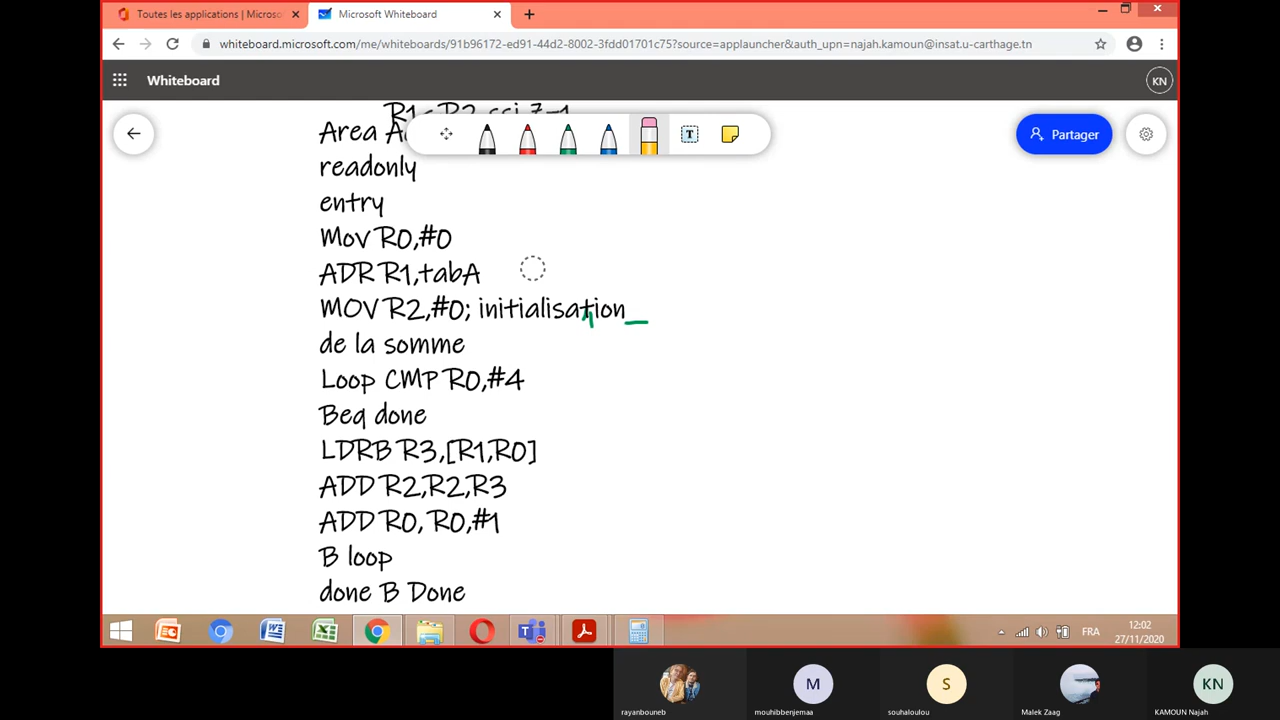 Toutes les applications | Microso
Microsoft Whiteboard
whiteboard.microsoft.com/me/whiteboards/91b96172-ed91-44d2-8002-3fdd01701c75?source=applauncher&auth_upn=najah.kamoun@insat.u-carthage.tn
Whiteboard
KN
Partager
T
Area
readonly
entry
Mov R0,#0
ADR R1,tabA
MOV R2,#0; initialisation
de la somme
Loop CMP R0,#4
Beq done
LDRB R3,[R1,R0]
ADD R2,R2,R3
ADD R0, R0,#1
B loop
done B Done
FRA
12:02
27/11/2020
M
S
KN
rayanbouneb
mouhibbenjemaa
souhaloulou
Malek Zaag
KAMOUN Najah